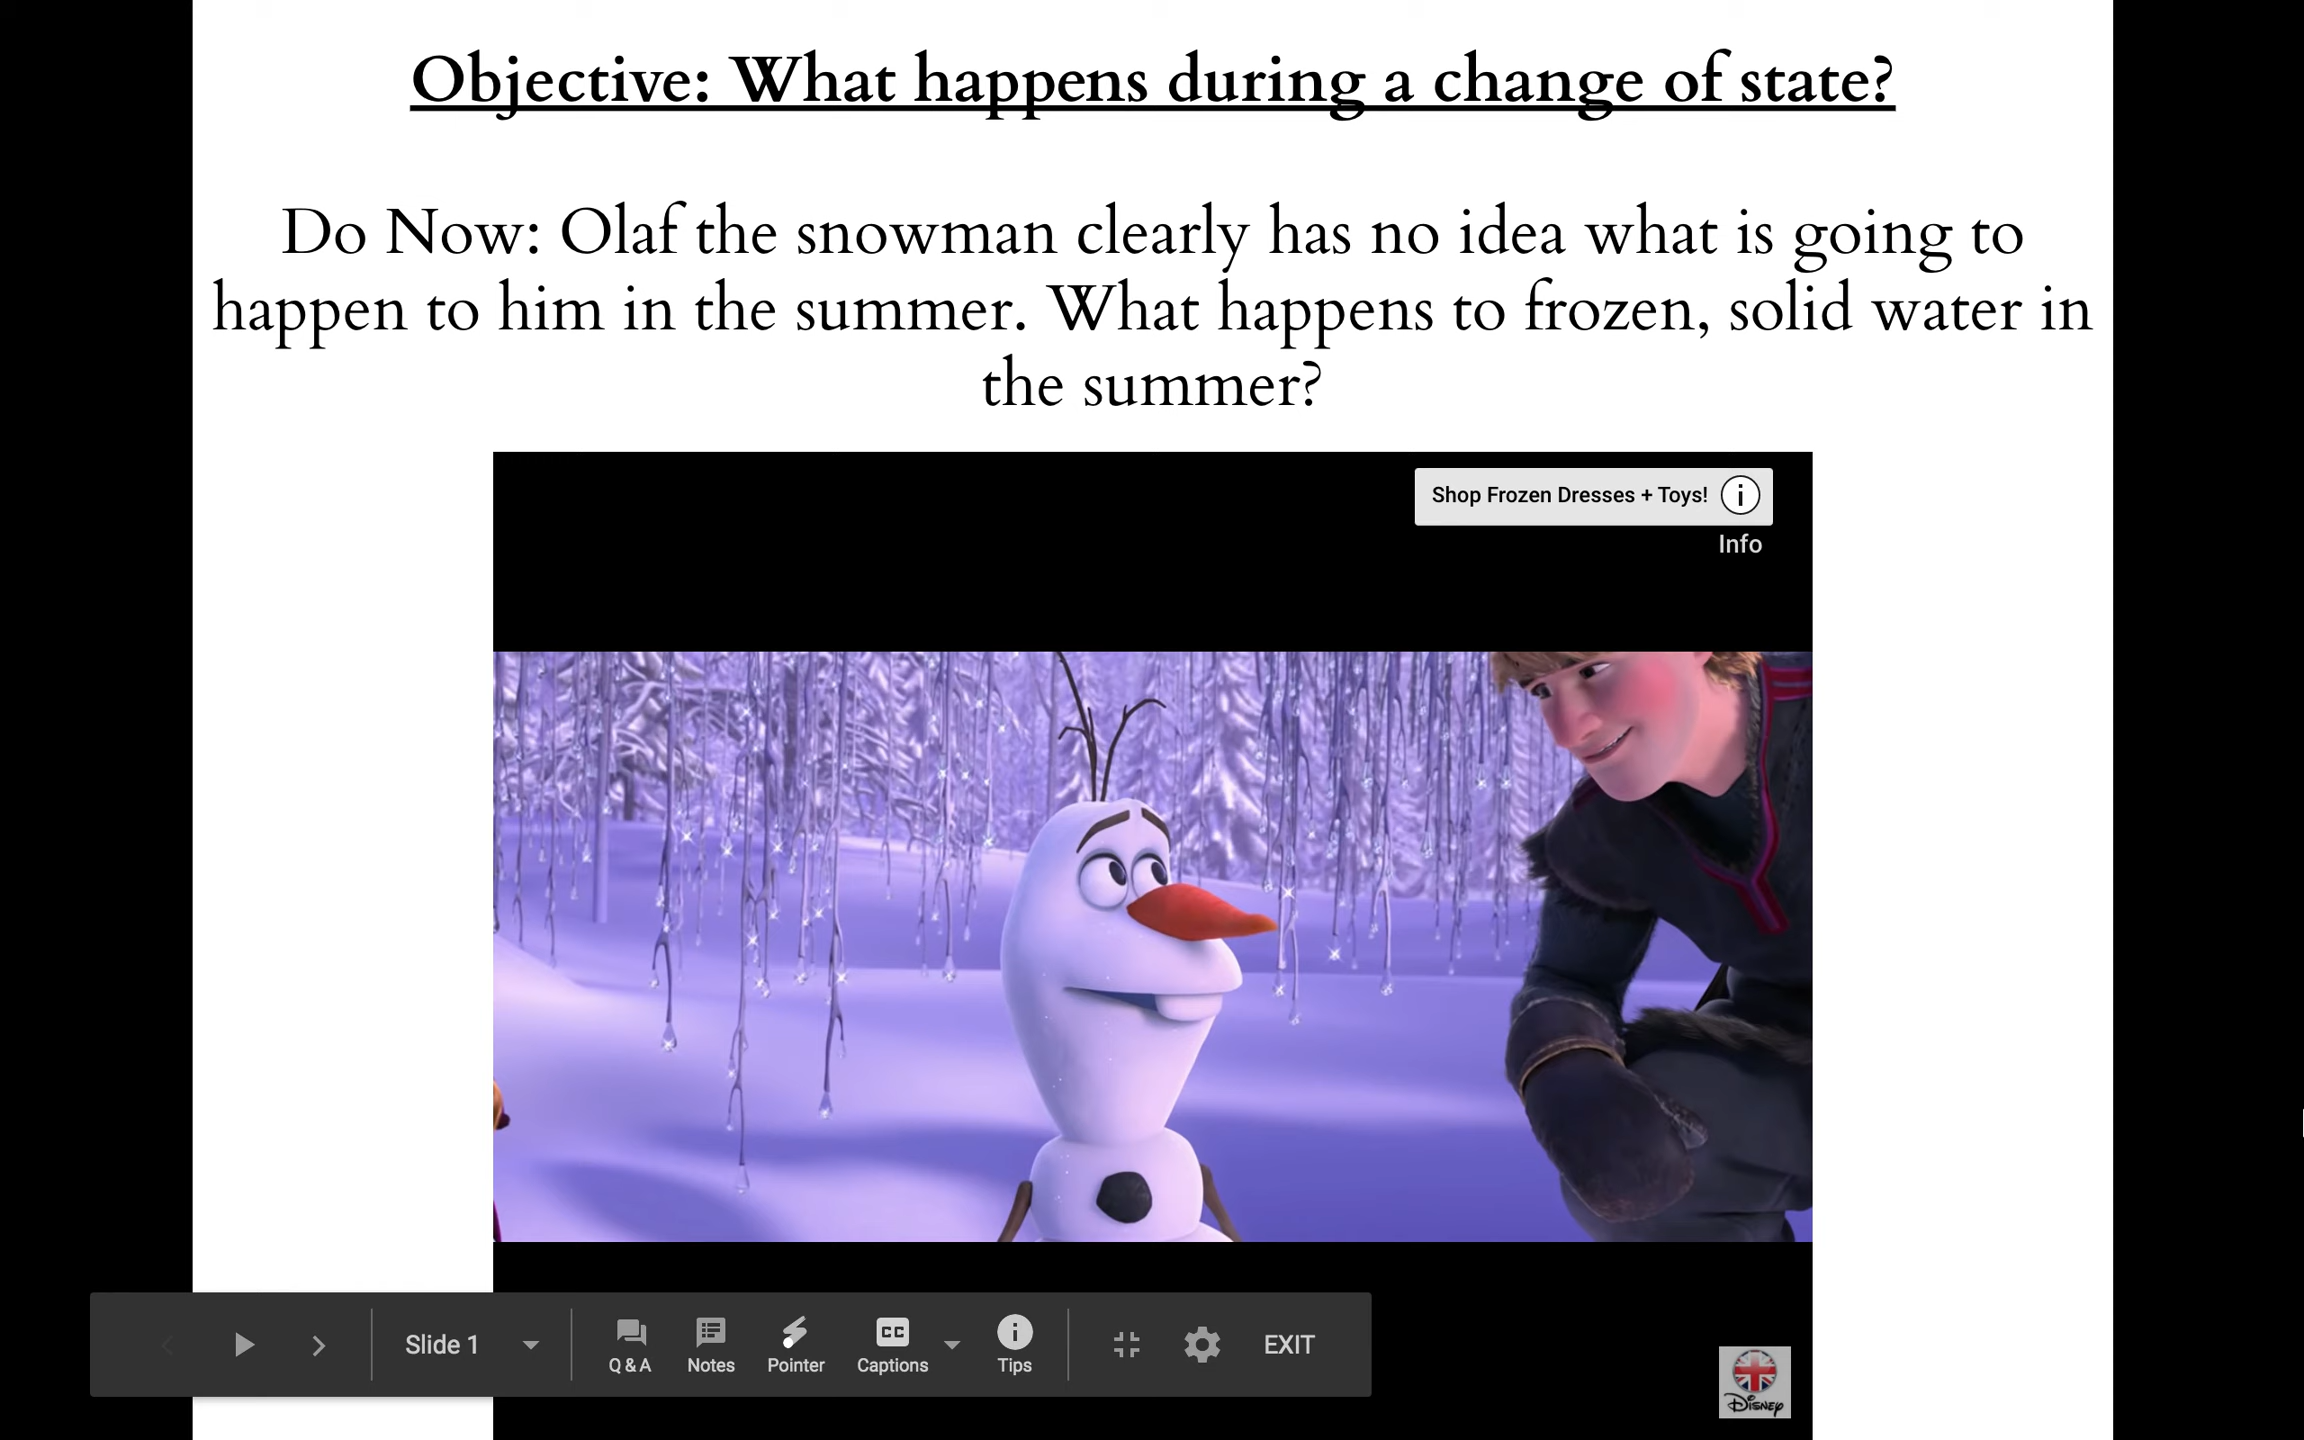 Objective: What happens during a change of state?
Do Now: Olaf the snowman clearly has no idea what is going to
happen to him in the summer. What happens to frozen, solid water in
the summer?
Shop Frozen Dresses + Toys! i
Info
Slide 1
Q & A
Notes
Pointer
CC
Captions
i
Tips
EXIT
Disney